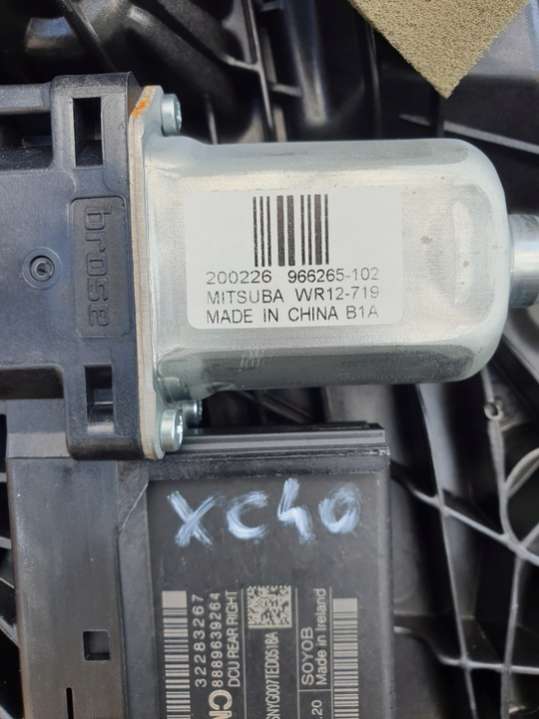 brose
200226 966265-102
MITSUBA WR12-719
MADE IN CHINA B1A
XC40
32283267
8889639264
DCU REAR RIGHT
SOYOB
Made in Ireland